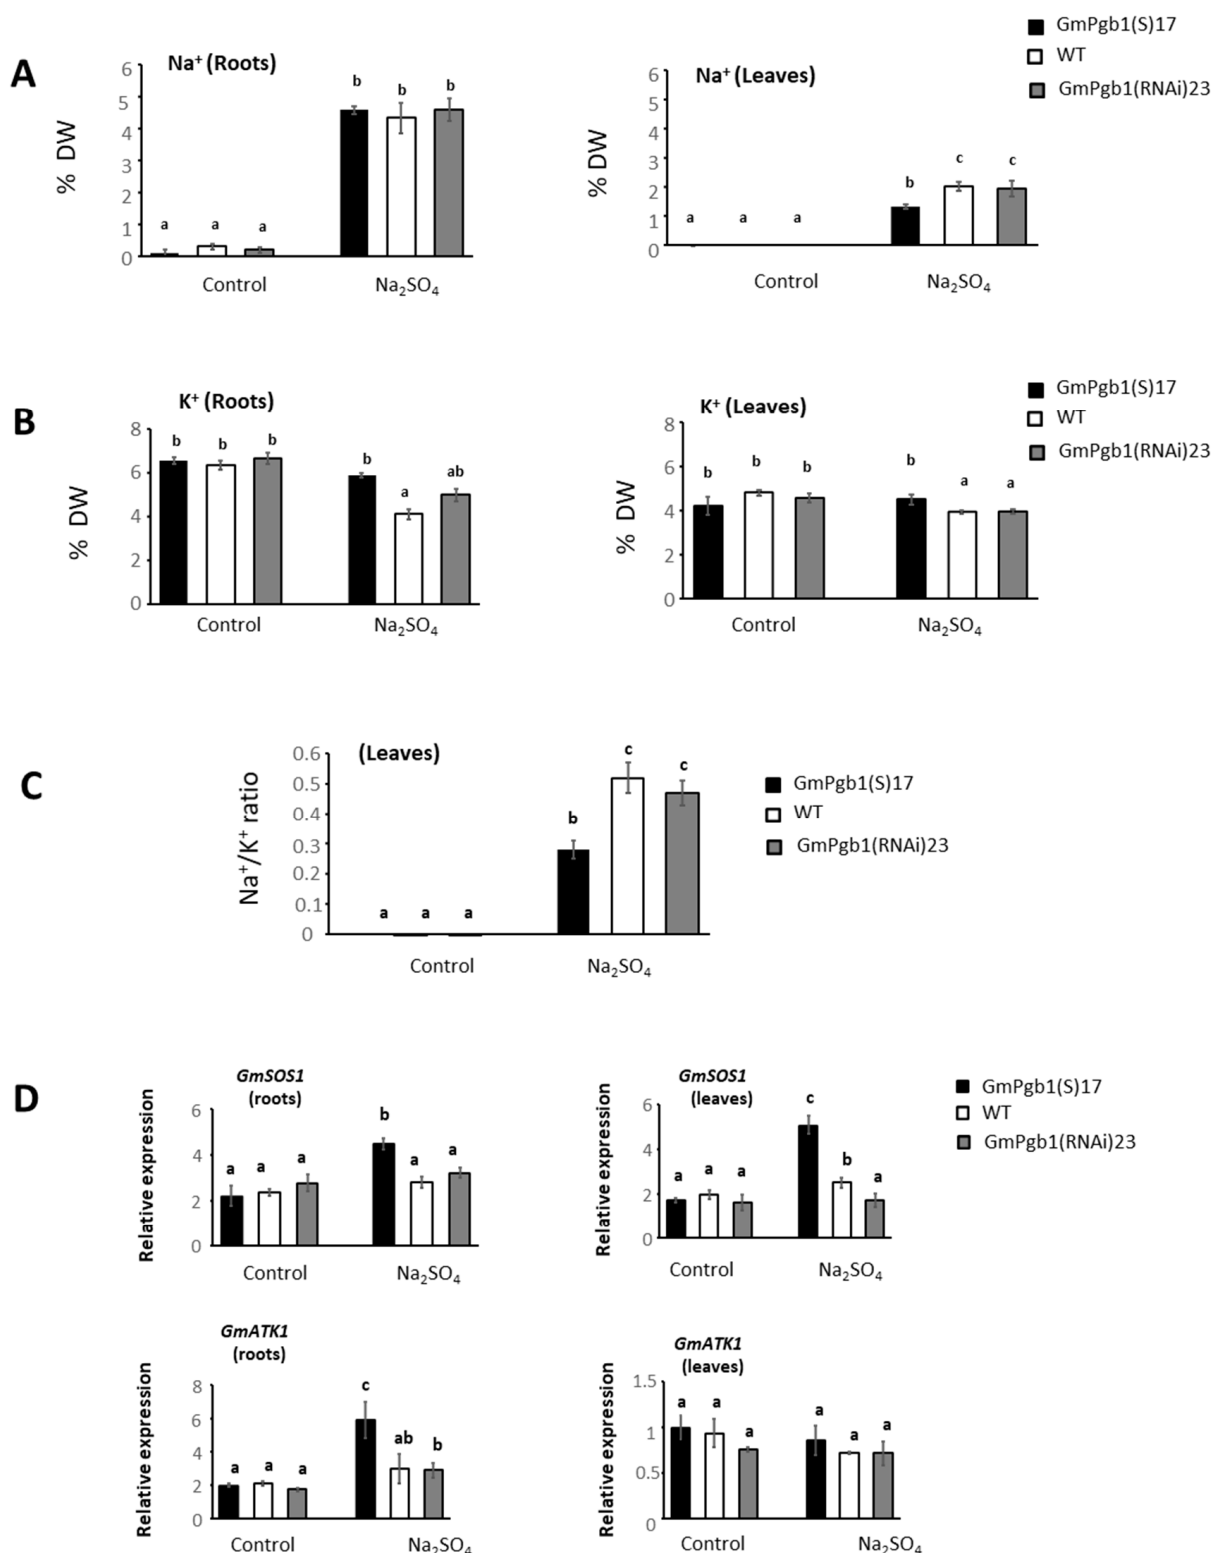 A
Na⁺ (Roots)
% DW
6
5
4
3
2
1
0
a a a b b b
Control Na₂SO₄
Na⁺ (Leaves)
% DW
6
5
4
3
2
1
0
a a a b c c
Control Na₂SO₄
GmPgb1(S)17
WT
GmPgb1(RNAi)23
B
K⁺ (Roots)
% DW
8
6
4
2
0
b b b b a ab
Control Na₂SO₄
K⁺ (Leaves)
% DW
8
6
4
2
0
b b b b a a
Control Na₂SO₄
GmPgb1(S)17
WT
GmPgb1(RNAi)23
C
(Leaves)
Na⁺/K⁺ ratio
0.6
0.5
0.4
0.3
0.2
0.1
0
a a a b c c
Control Na₂SO₄
GmPgb1(S)17
WT
GmPgb1(RNAi)23
D
GmSOS1
(roots)
Relative expression
6
4
2
0
a a a b a a
Control Na₂SO₄
GmSOS1
(leaves)
Relative expression
6
4
2
0
a a a c b a
Control Na₂SO₄
GmPgb1(S)17
WT
GmPgb1(RNAi)23
GmATK1
(roots)
Relative expression
8
6
4
2
0
a a a c ab b
Control Na₂SO₄
GmATK1
(leaves)
Relative expression
1.5
1
0.5
0
a a a a a a
Control Na₂SO₄